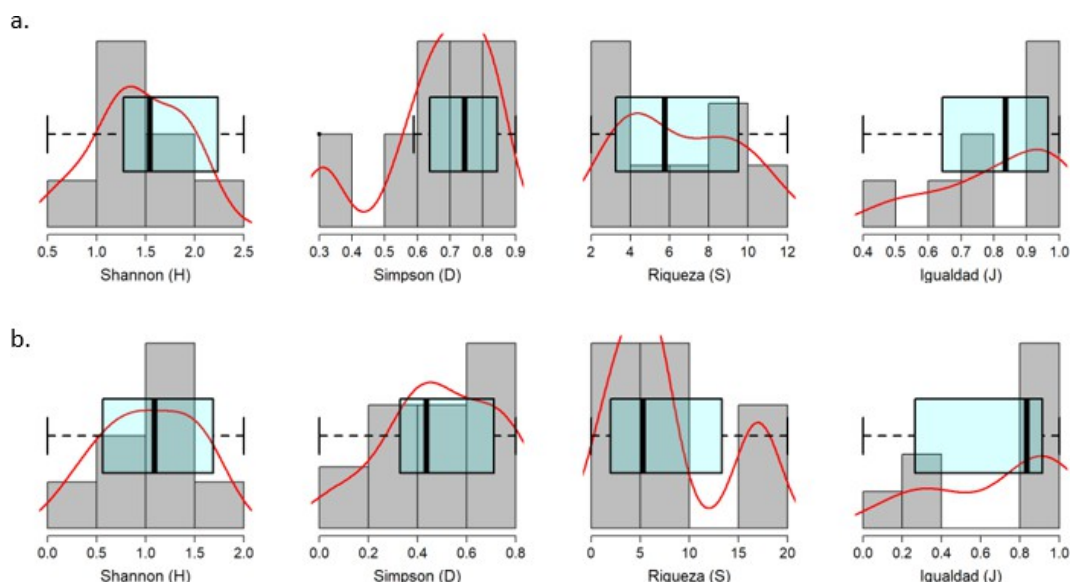 a.
0.5 1.0 1.5 2.0 2.5
Shannon (H)
0.3 0.4 0.5 0.6 0.7 0.8 0.9
Simpson (D)
2 4 6 8 10 12
Riqueza (S)
0.4 0.5 0.6 0.7 0.8 0.9 1.0
Igualdad (J)
b.
0.0 0.5 1.0 1.5 2.0
Shannon (H)
0.0 0.2 0.4 0.6 0.8
Simpson (D)
0 5 10 15 20
Riqueza (S)
0.0 0.2 0.4 0.6 0.8 1.0
Igualdad (J)